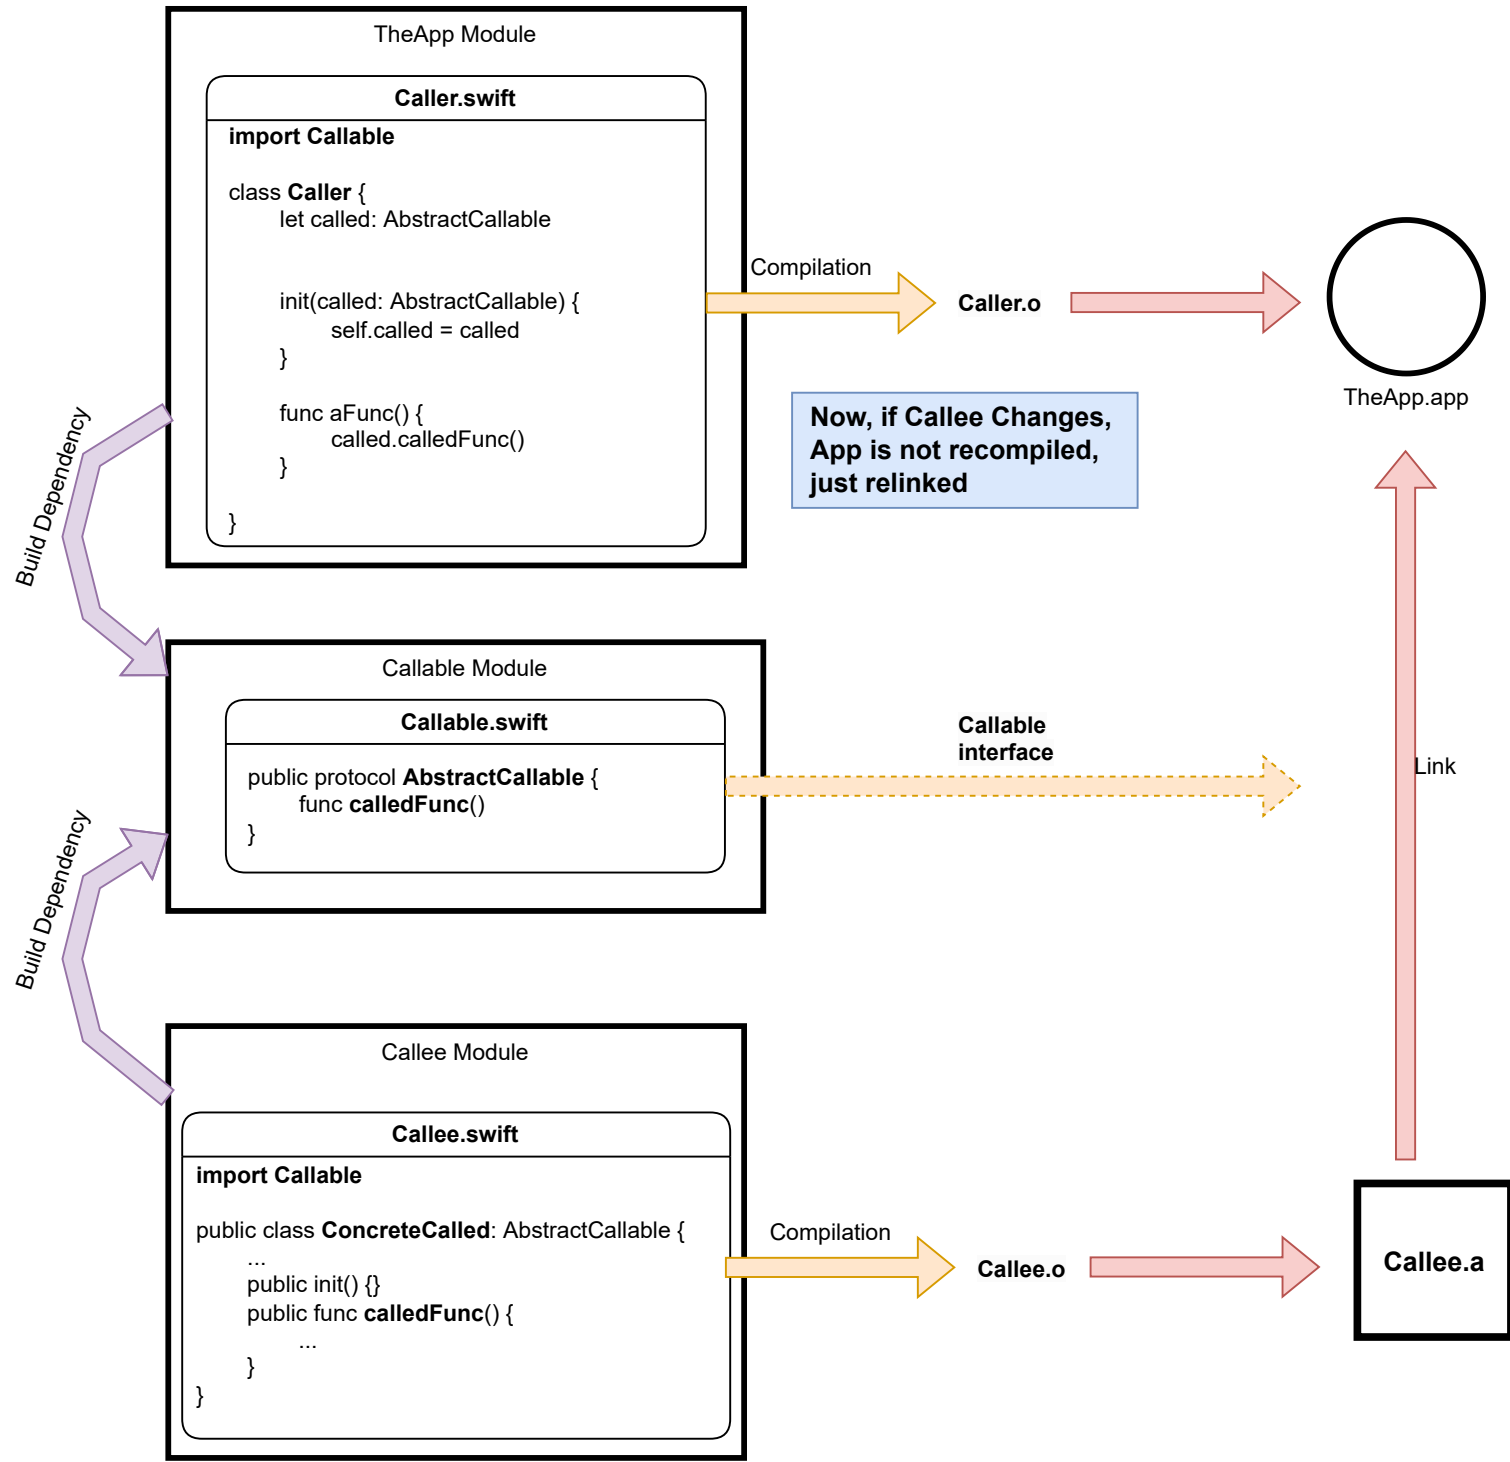 TheApp Module
Caller.swift
import Callable
class Caller {
let called: AbstractCallable
init(called: AbstractCallable) {
self.called = called
}
func aFunc() {
called.calledFunc()
}
}
Compilation
Caller.o
TheApp.app
Now, if Callee Changes,
App is not recompiled,
just relinked
Build Dependency
Callable Module
Callable.swift
public protocol AbstractCallable {
func calledFunc()
}
Callable
interface
Link
Build Dependency
Callee Module
Callee.swift
import Callable
public class ConcreteCalled: AbstractCallable {
...
public init() {}
public func calledFunc() {
...
}
}
Compilation
Callee.o
Callee.a